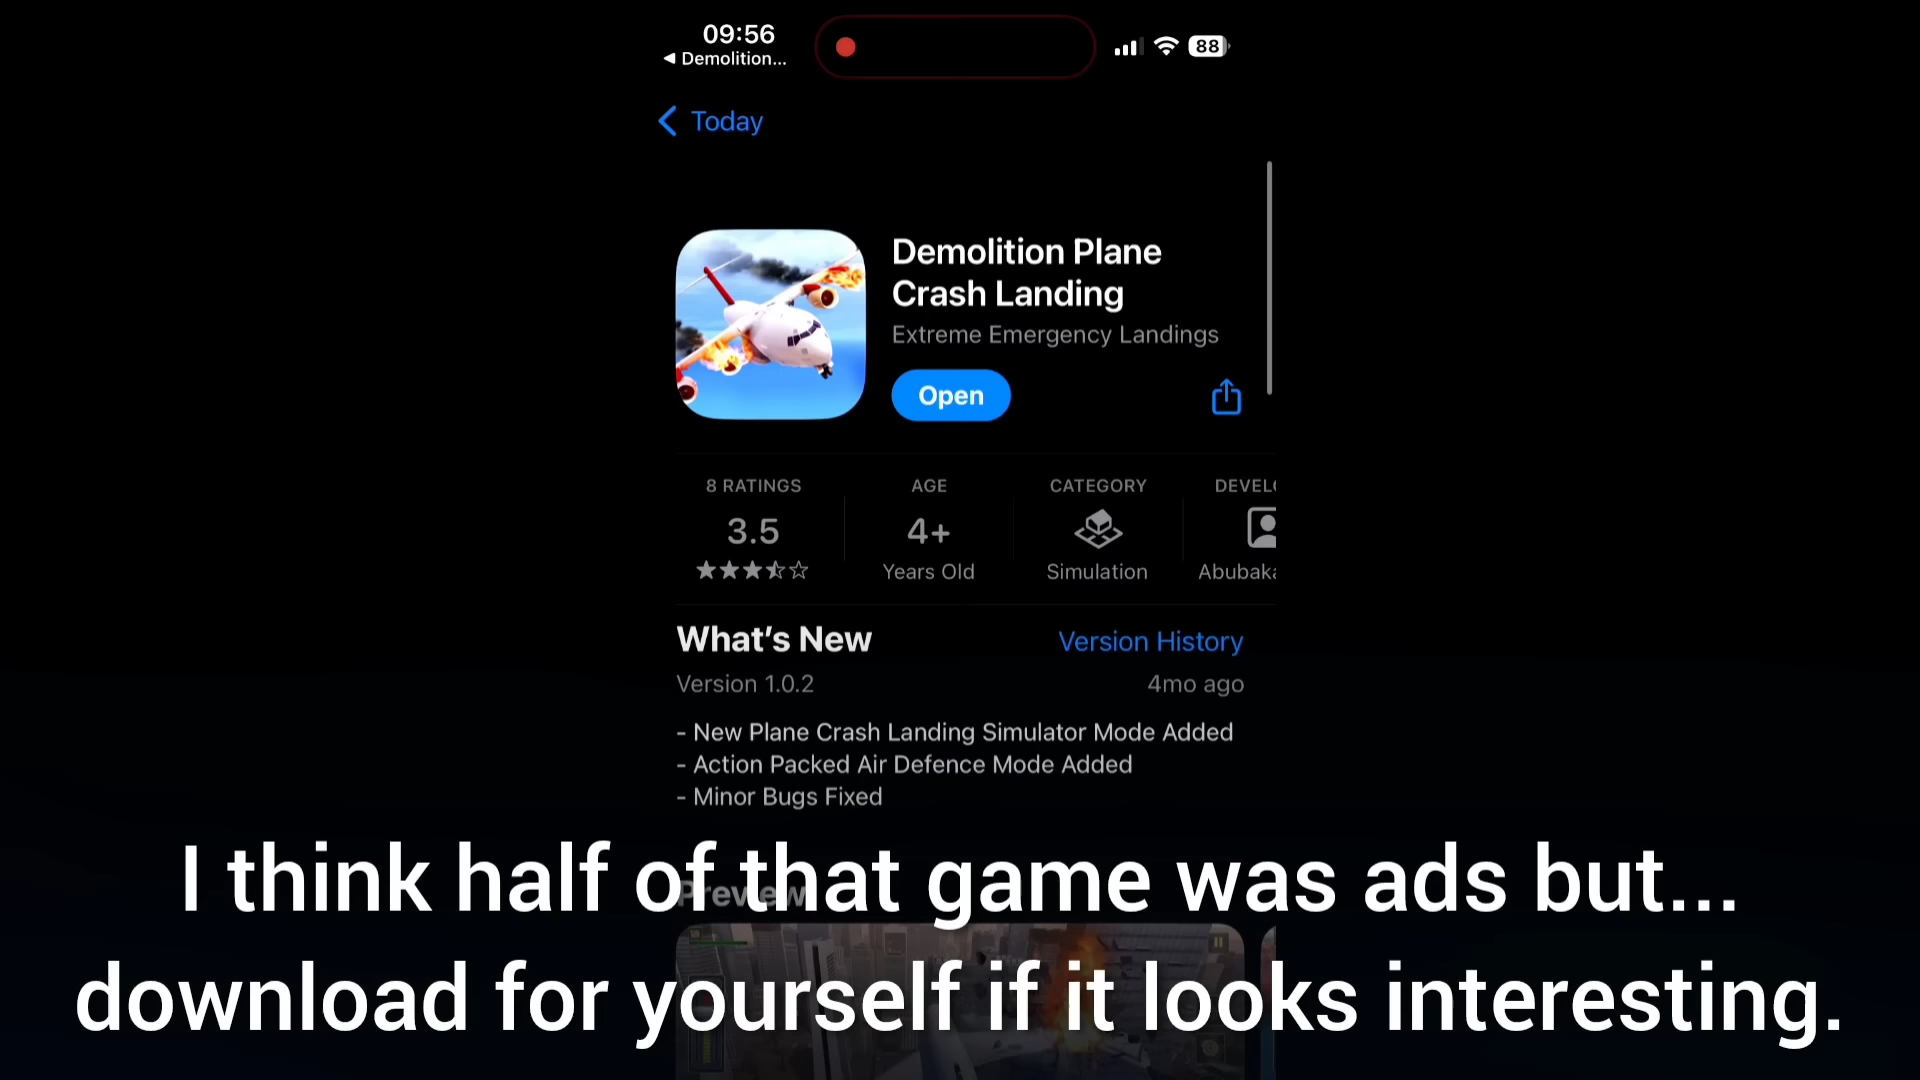 09:56
◀ Demolition...
88
Today
Demolition Plane
Crash Landing
Extreme Emergency Landings
Open
8 RATINGS
AGE
CATEGORY
DEVELO
3.5
4+
Years Old
Simulation
Abubaka
What's New
Version History
Version 1.0.2
4mo ago
- New Plane Crash Landing Simulator Mode Added
- Action Packed Air Defence Mode Added
- Minor Bugs Fixed
Preview
I think half of that game was ads but...
download for yourself if it looks interesting.